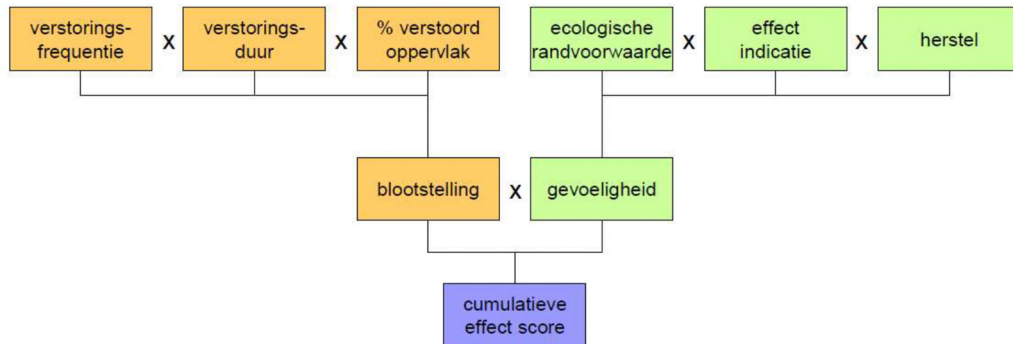 verstorings-
frequentie
X
verstorings-
duur
X
% verstoord
oppervlak
ecologische
randvoorwaarde
X
effect
indicatie
X
herstel
blootstelling
X
gevoeligheid
cumulatieve
effect score